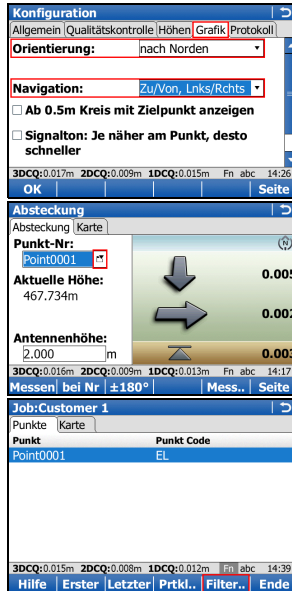 Konfiguration
Allgemein Qualitätskontrolle Höhen Grafik Protokoll
Orientierung: nach Norden
Navigation: Zu/Von, Lnks/Rchts
Ab 0.5m Kreis mit Zielpunkt anzeigen
Signalton: Je näher am Punkt, desto
schneller
3DCQ:0.017m 2DCQ:0.009m 1DCQ:0.014m Fn abc 14:26
OK Seite
Absteckung
Absteckung Karte
Punkt-Nr:
N
Point0001
0.005
Aktuelle Höhe:
467.734m
0.002
Antennenhöhe:
2.000 m
0.003
3DCQ:0.016m 2DCQ:0.009m 1DCQ:0.013m Fn abc 14:17
Messen bei Nr ±180° Mess.. Seite
Job:Customer 1
Punkte Karte
Punkt Punkt Code
Point0001 EL
3DCQ:0.015m 2DCQ:0.008m 1DCQ:0.012m Fn abc 14:39
Hilfe Erster Letzter Prtkl.. Filter.. Ende